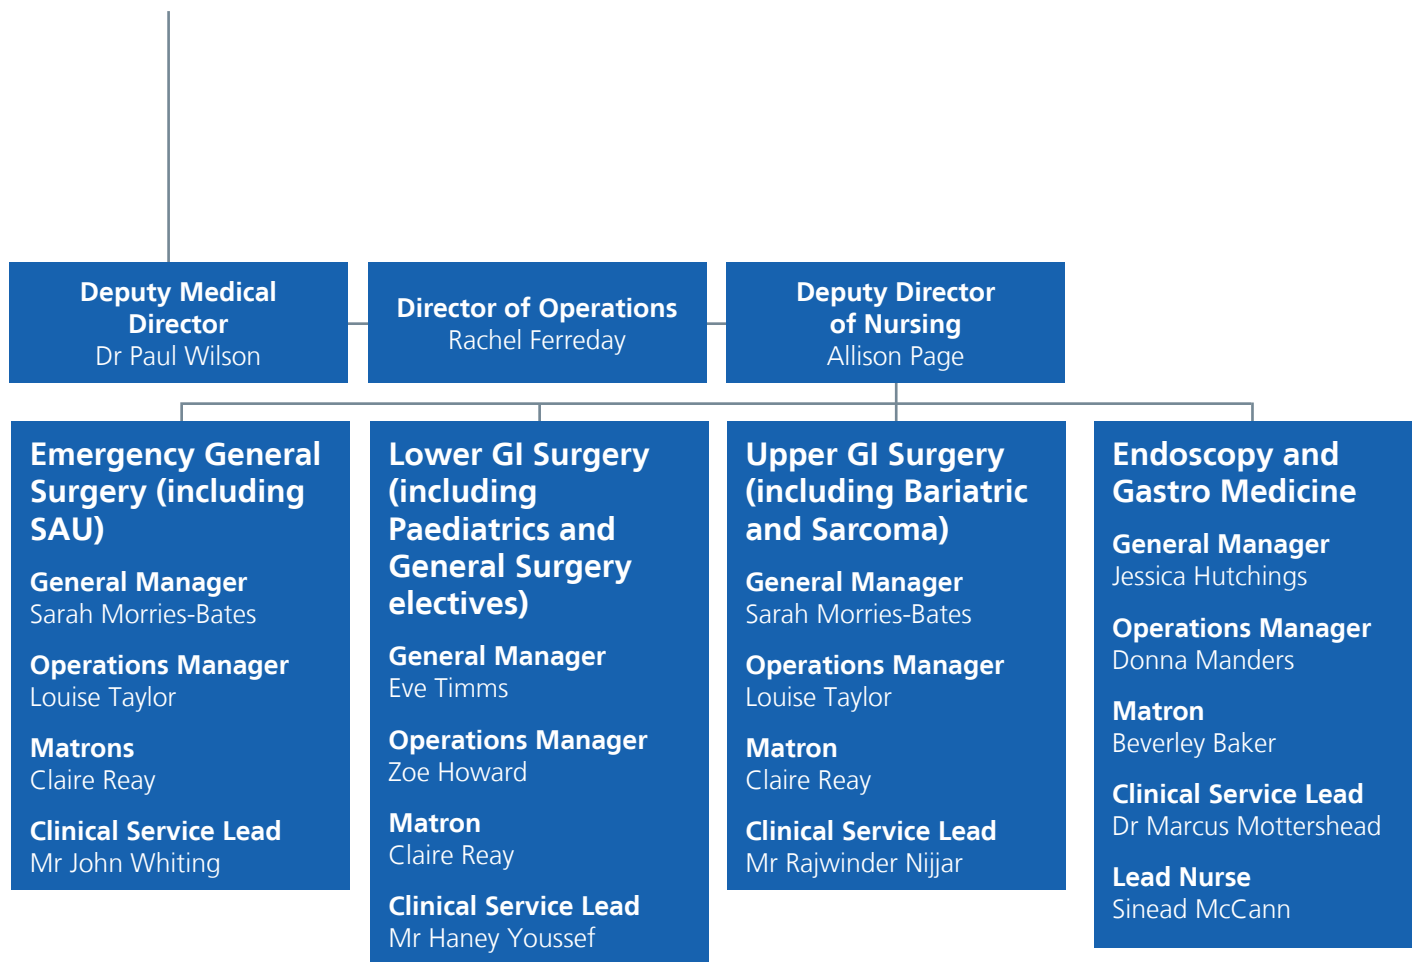 Deputy Medical
Director
Dr Paul Wilson
Director of Operations
Rachel Ferreday
Deputy Director
of Nursing
Allison Page
Emergency General
Surgery (including
SAU)
General Manager
Sarah Morries-Bates
Operations Manager
Louise Taylor
Matrons
Claire Reay
Clinical Service Lead
Mr John Whiting
Lower GI Surgery
(including
Paediatrics and
General Surgery
electives)
General Manager
Eve Timms
Operations Manager
Zoe Howard
Matron
Claire Reay
Clinical Service Lead
Mr Haney Youssef
Upper GI Surgery
(including Bariatric
and Sarcoma)
General Manager
Sarah Morries-Bates
Operations Manager
Louise Taylor
Matron
Claire Reay
Clinical Service Lead
Mr Rajwinder Nijjar
Endoscopy and
Gastro Medicine
General Manager
Jessica Hutchings
Operations Manager
Donna Manders
Matron
Beverley Baker
Clinical Service Lead
Dr Marcus Mottershead
Lead Nurse
Sinead McCann